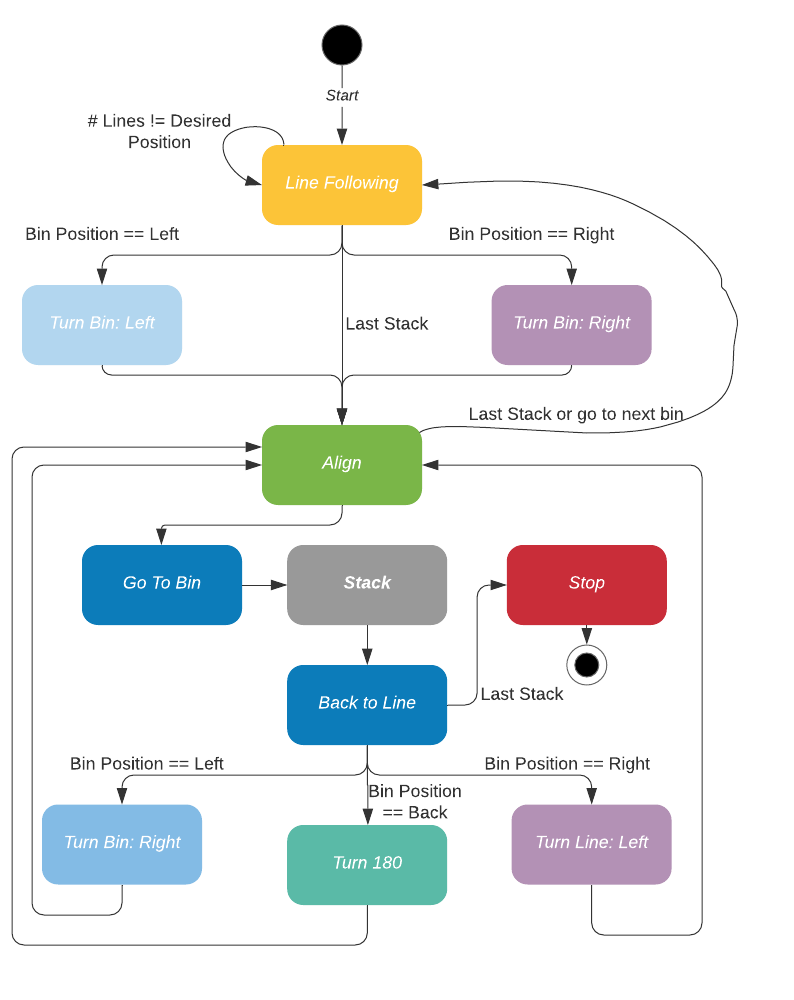 Start
# Lines != Desired
Position
Line Following
Bin Position == Left
Bin Position == Right
Turn Bin: Left
Last Stack
Turn Bin: Right
Last Stack or go to next bin
Align
Go To Bin
Stack
Stop
Back to Line
Last Stack
Bin Position == Left
Bin Position == Right
Bin Position
== Back
Turn Bin: Right
Turn 180
Turn Line: Left